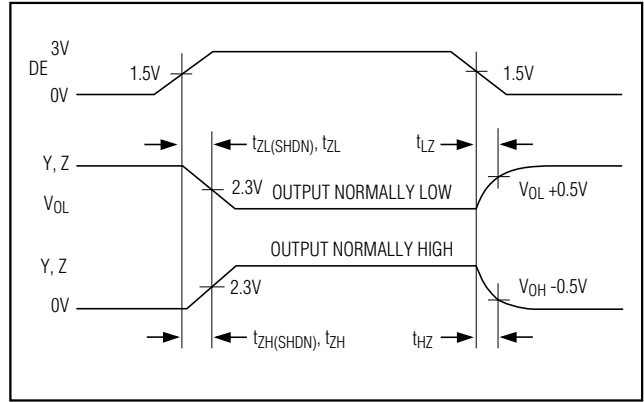 3V
DE
1.5V
1.5V
0V
tZL(SHDN), tZL
tLZ
Y, Z
2.3V
OUTPUT NORMALLY LOW
VOL +0.5V
VOL
OUTPUT NORMALLY HIGH
Y, Z
2.3V
VOH -0.5V
0V
tZH(SHDN), tZH
tHZ